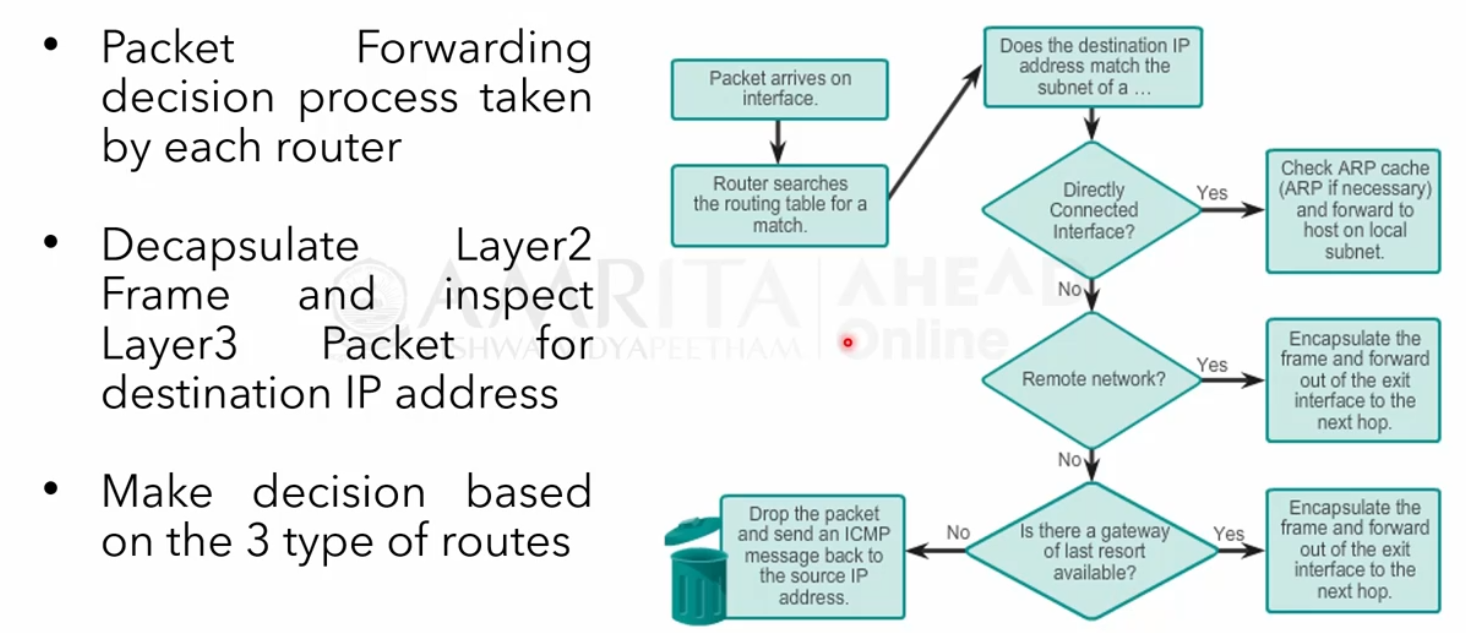 • Packet Forwarding
decision process taken
by each router
• Decapsulate Layer2
Frame and inspect
Layer3 Packet for
destination IP address
• Make decision based
on the 3 type of routes
Packet arrives on
interface.
Router searches
the routing table for a
match.
Does the destination IP
address match the
subnet of a ...
Directly
Connected
Interface?
Yes
Check ARP cache
(ARP if necessary)
and forward to
host on local
subnet.
No
Remote network?
Yes
Encapsulate the
frame and forward
out of the exit
interface to the
next hop.
No
Is there a gateway
of last resort
available?
Yes
Encapsulate the
frame and forward
out of the exit
interface to the
next hop.
No
Drop the packet
and send an ICMP
message back to
the source IP
address.
AMRITA
VISHWA VIDYAPEETHAM
AHEAD
Online